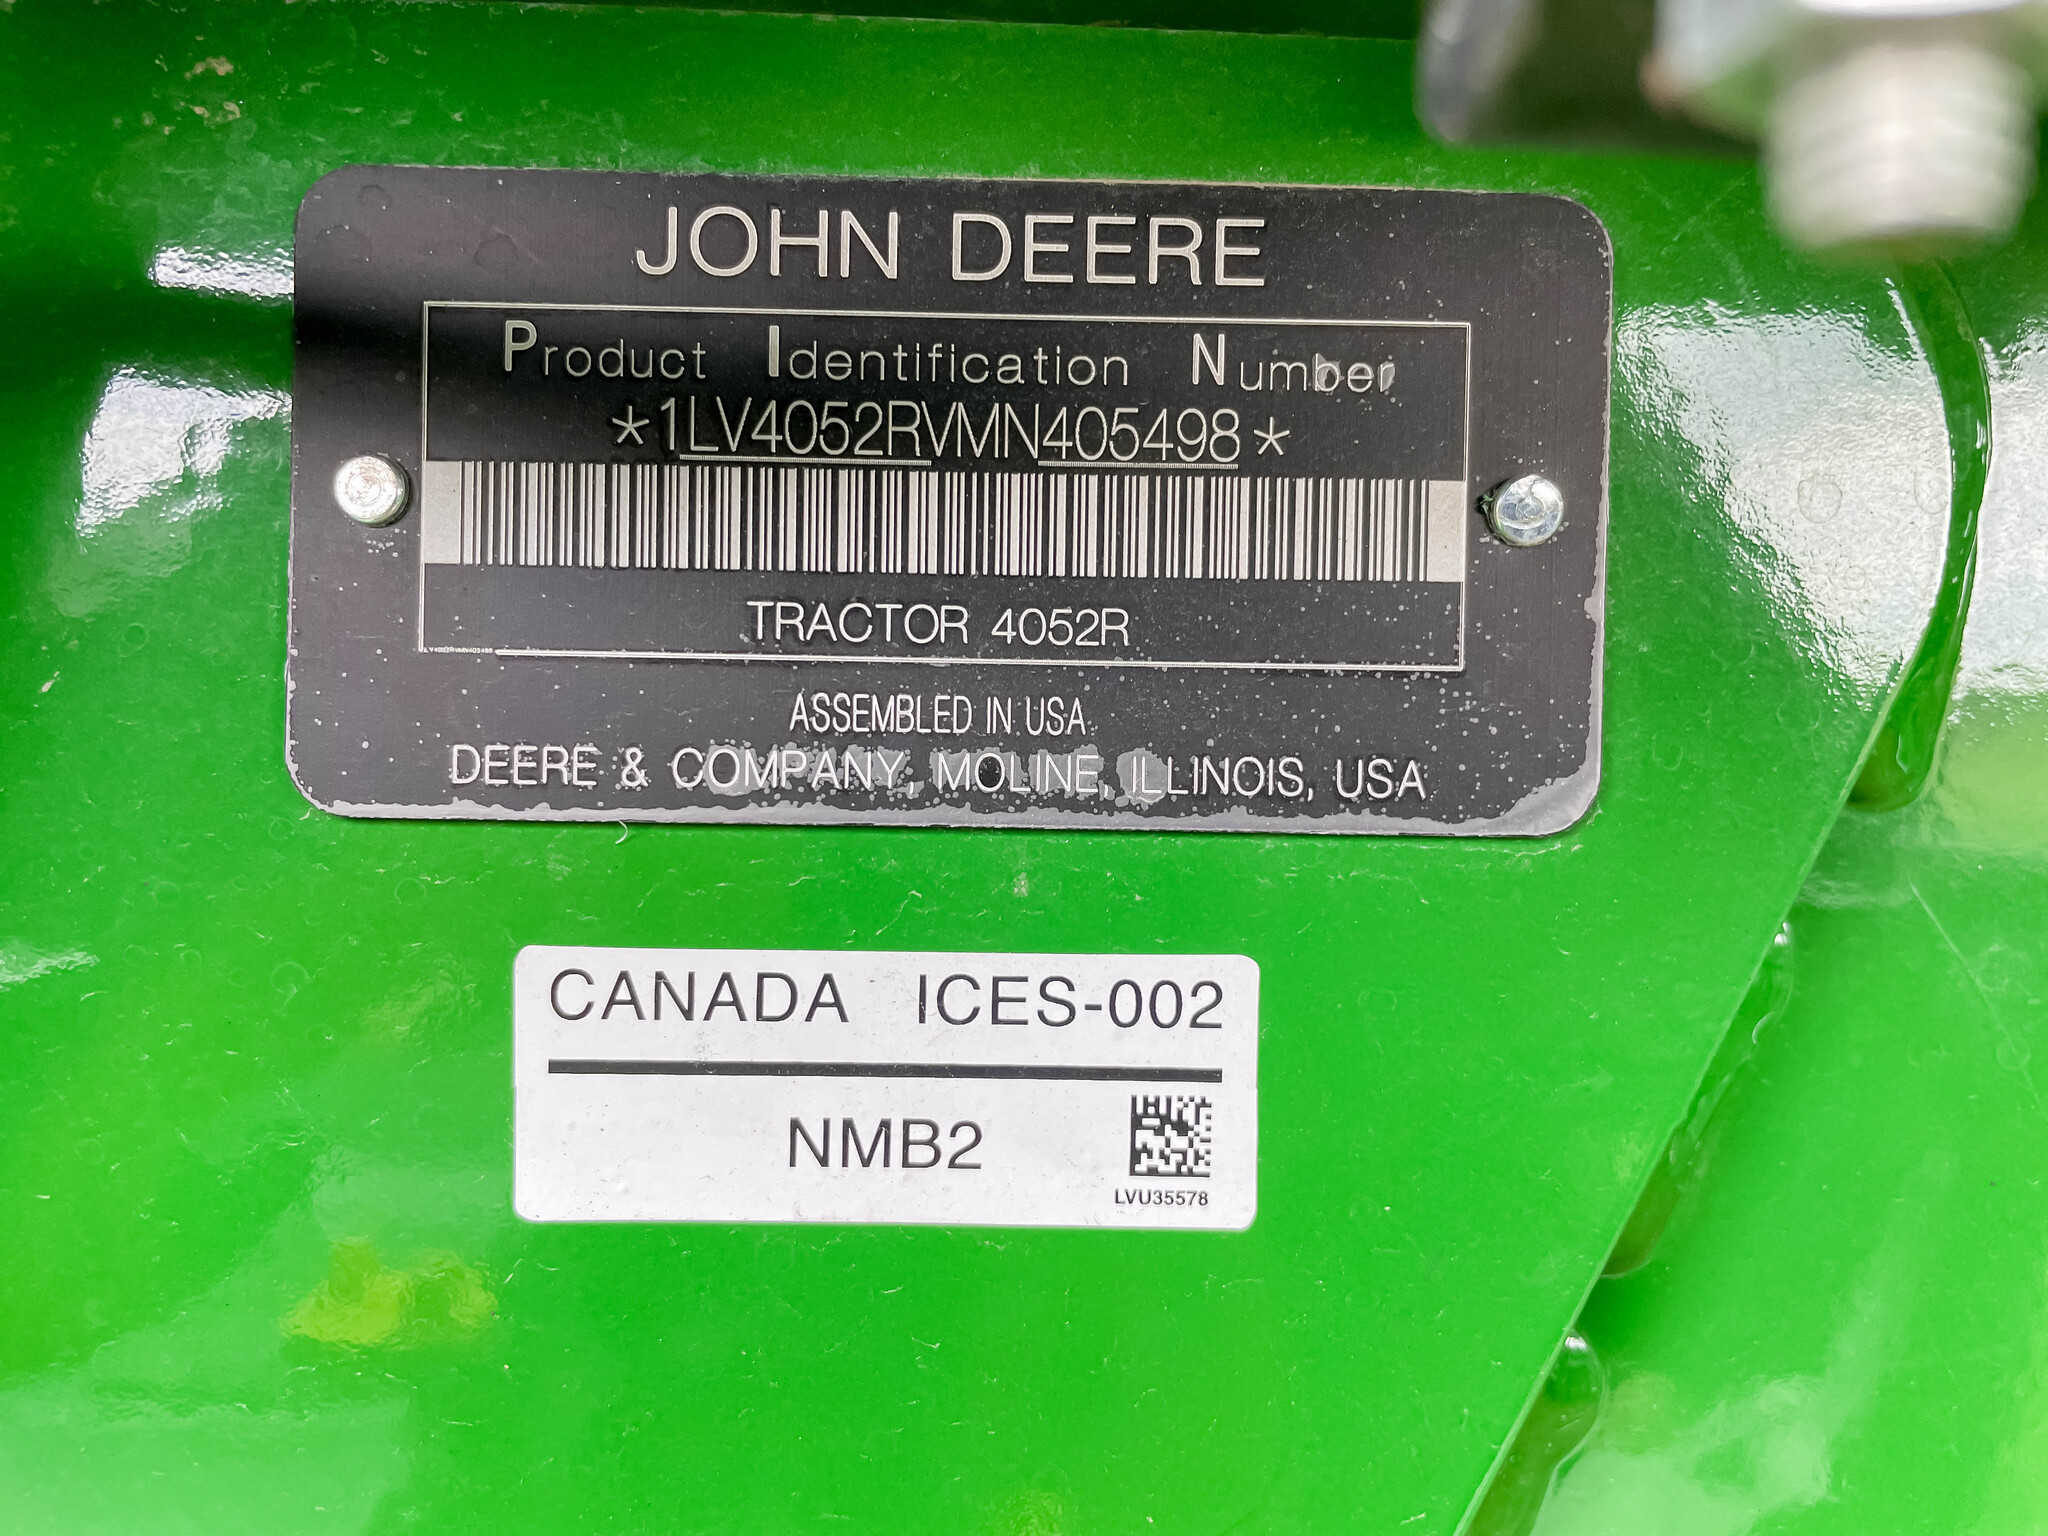 JOHN DEERE
Product Identification Number
*1LV4052RVMN405498*
TRACTOR 4052R
ASSEMBLED IN USA
DEERE & COMPANY, MOLINE, ILLINOIS, USA
CANADA ICES-002
NMB2
LVU35578